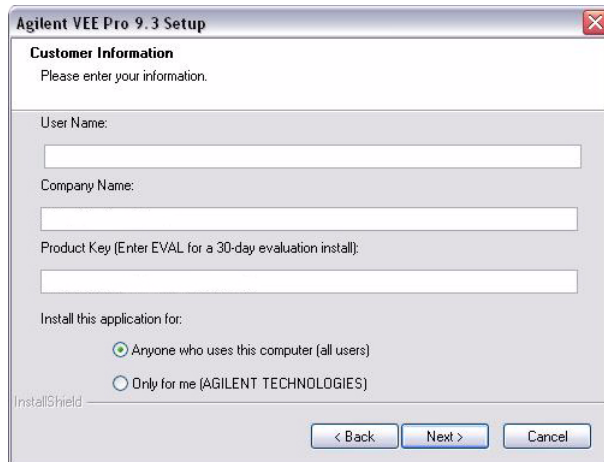 Agilent VEE Pro 9.3 Setup
Customer Information
Please enter your information.
User Name:
Company Name:
Product Key (Enter EVAL for a 30-day evaluation install):
Install this application for:
Anyone who uses this computer (all users)
Only for me (AGILENT TECHNOLOGIES)
InstallShield
< Back
Next >
Cancel